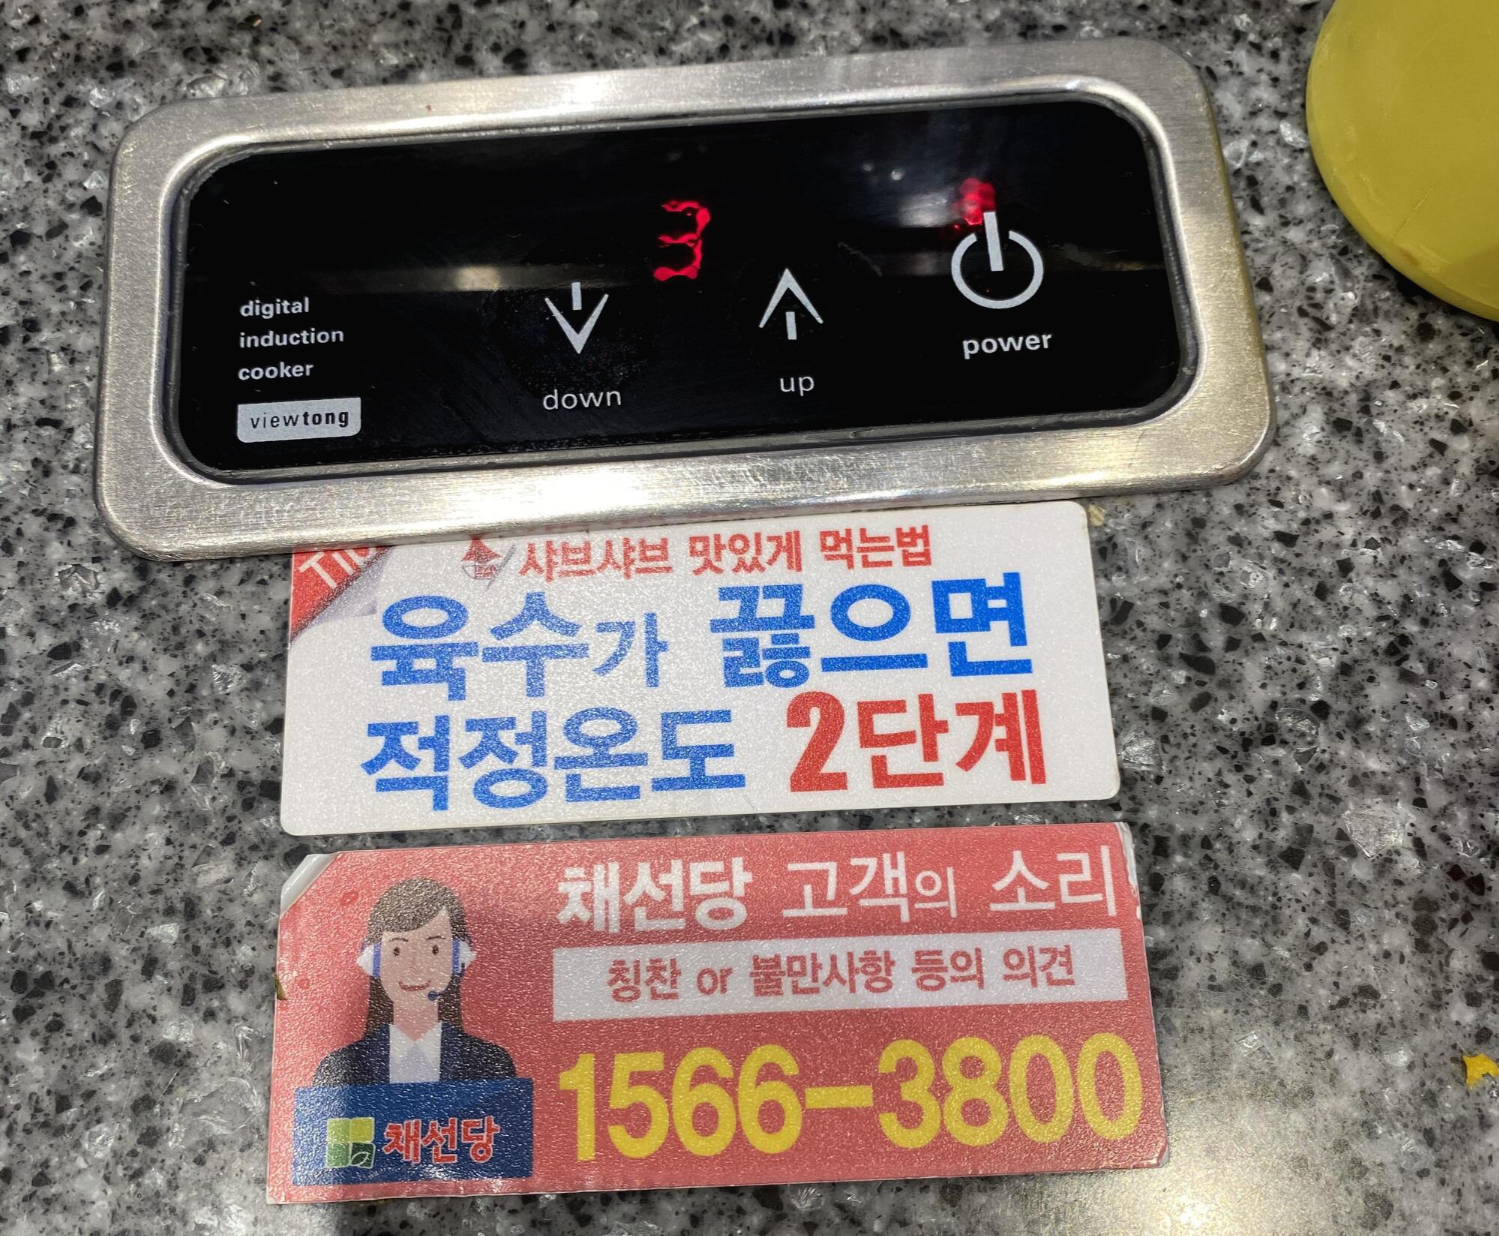 3
digital
induction
cooker
viewtong
down
up
power
TIP
샤브샤브 맛있게 먹는법
육수가 끓으면
적정온도 2단계
채선당 고객의 소리
칭찬 or 불만사항 등의 의견
1566-3800
채선당